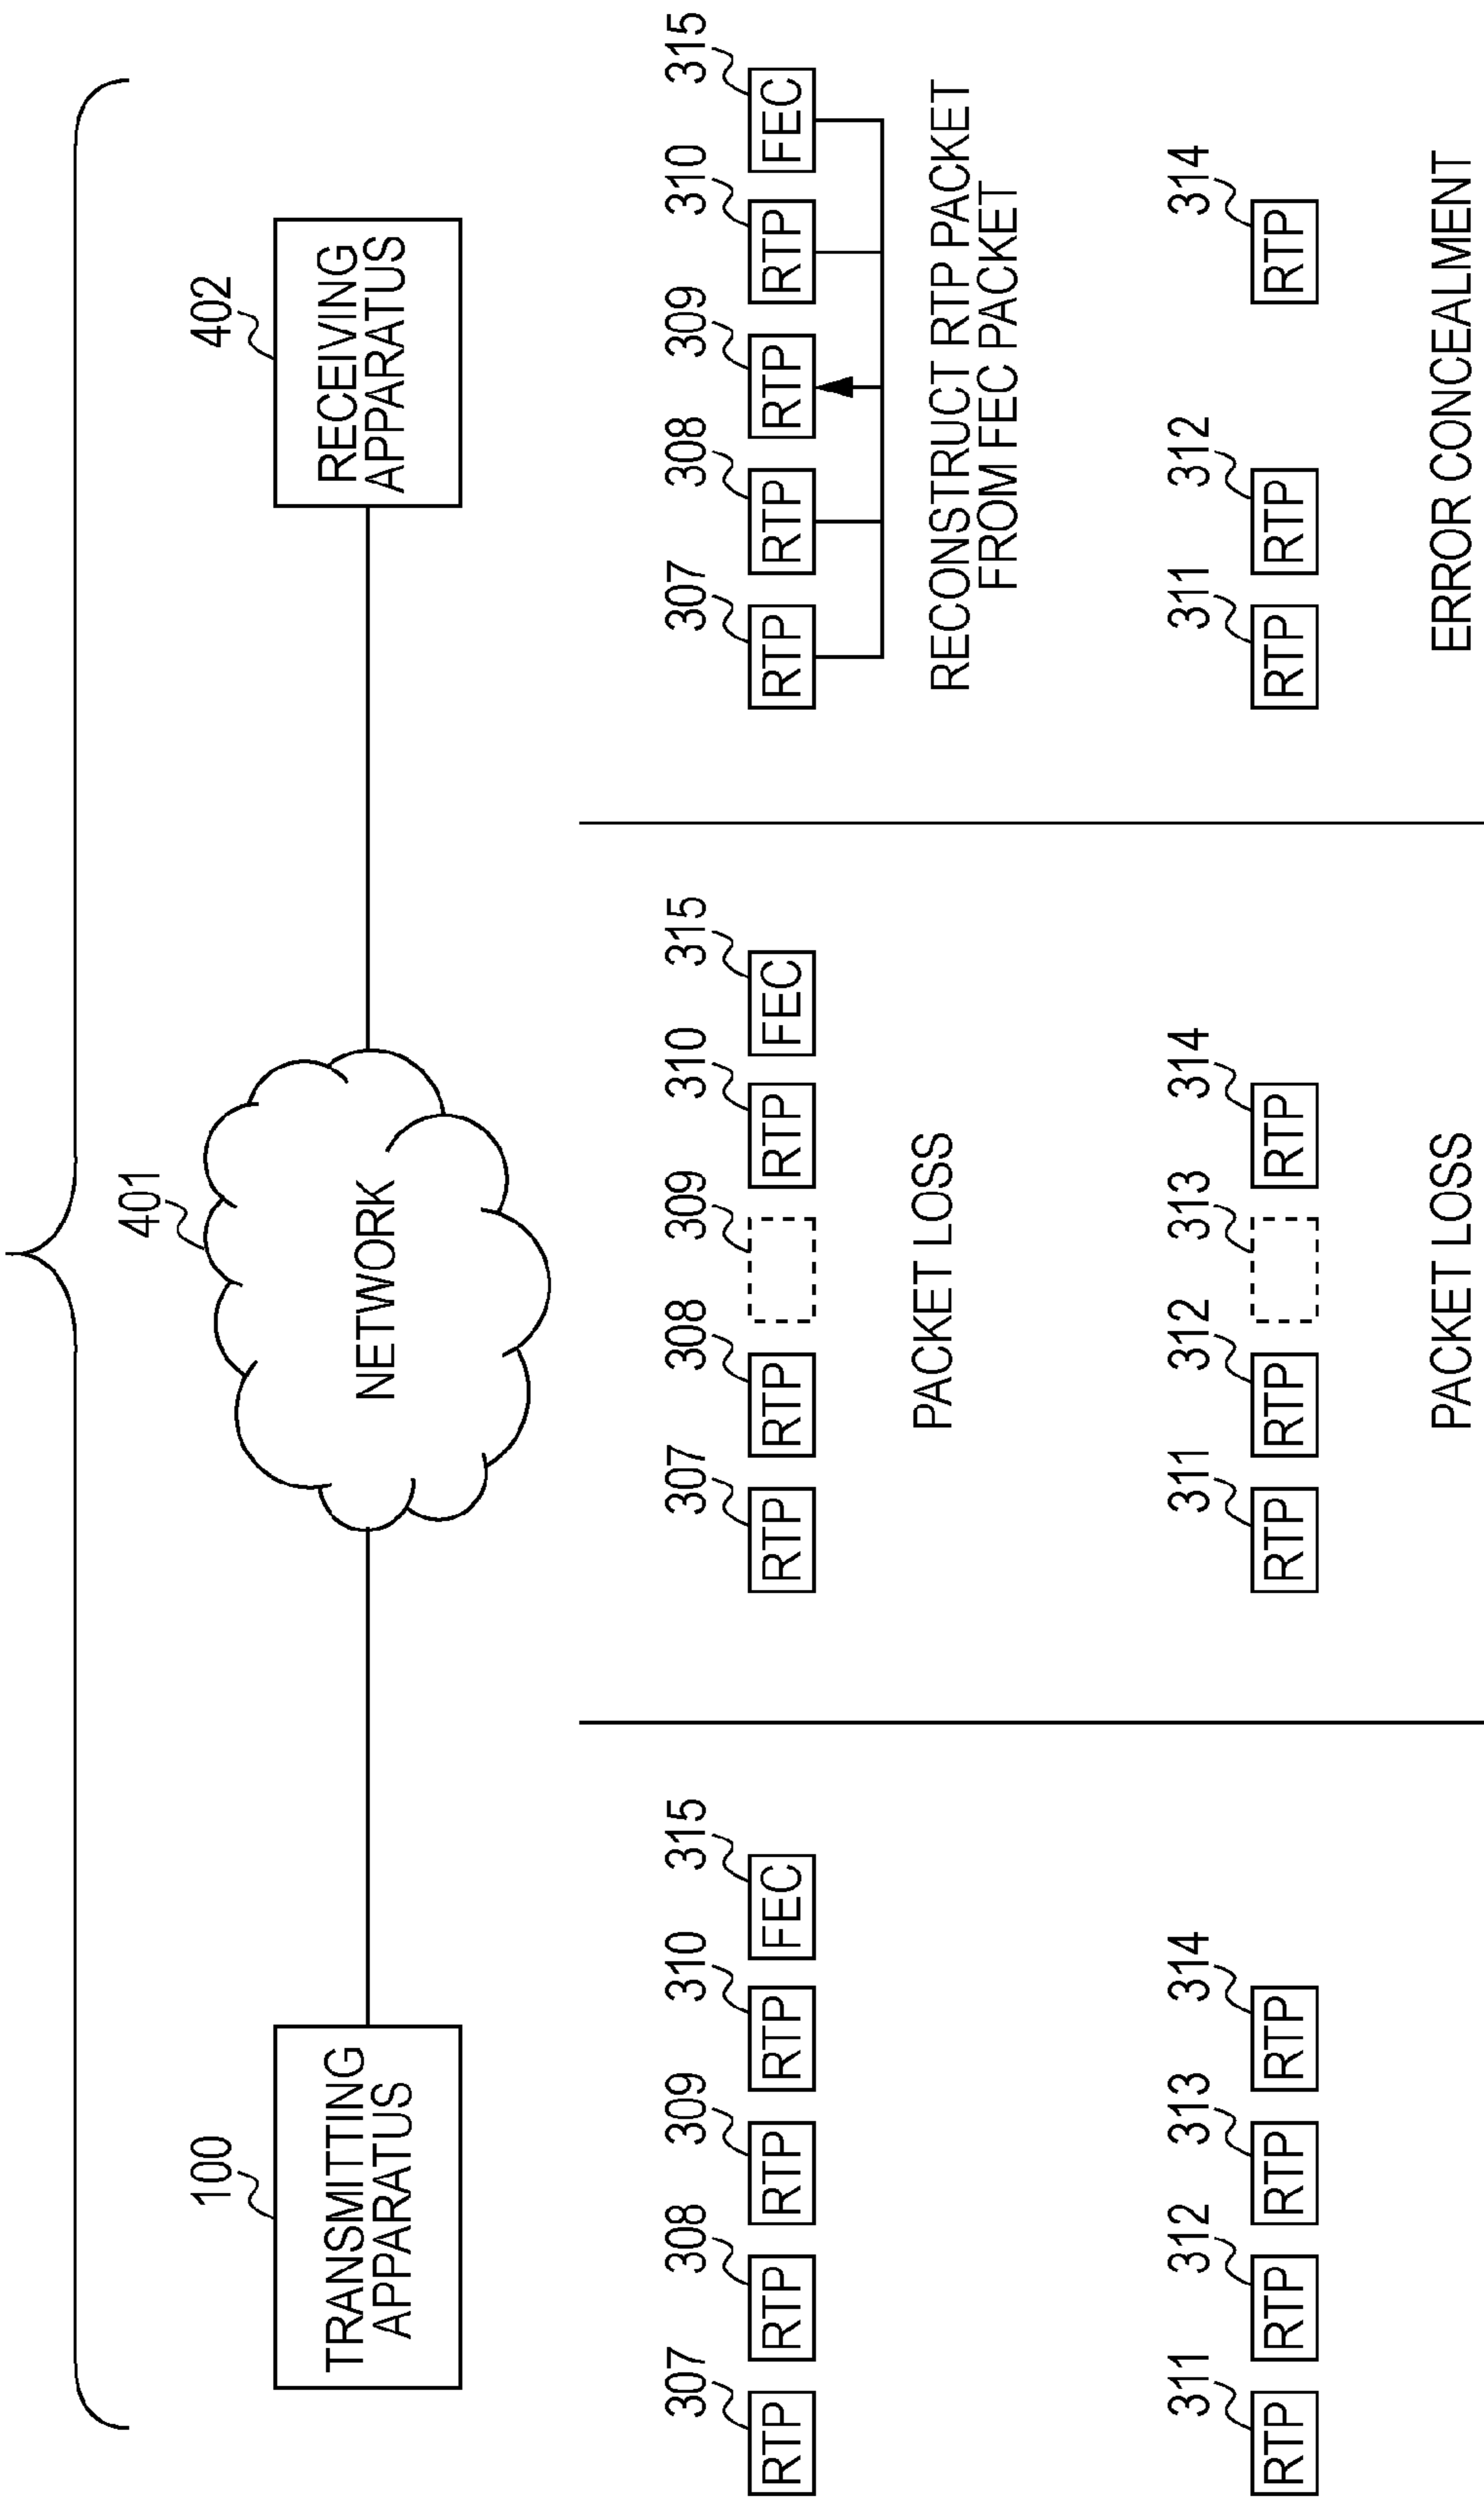 401
100
402
TRANSMITTING
APPARATUS
NETWORK
RECEIVING
APPARATUS
307 308 309 310 315
RTP RTP RTP RTP FEC
307 308 309 310 315
RTP RTP RTP FEC
307 308 309 310 315
RTP RTP RTP RTP FEC
PACKET LOSS
RECONSTRUCT RTP PACKET
FROM FEC PACKET
311 312 313 314
RTP RTP RTP RTP
311 312 313 314
RTP RTP RTP
311 312 314
RTP RTP RTP
PACKET LOSS
ERROR CONCEALMENT